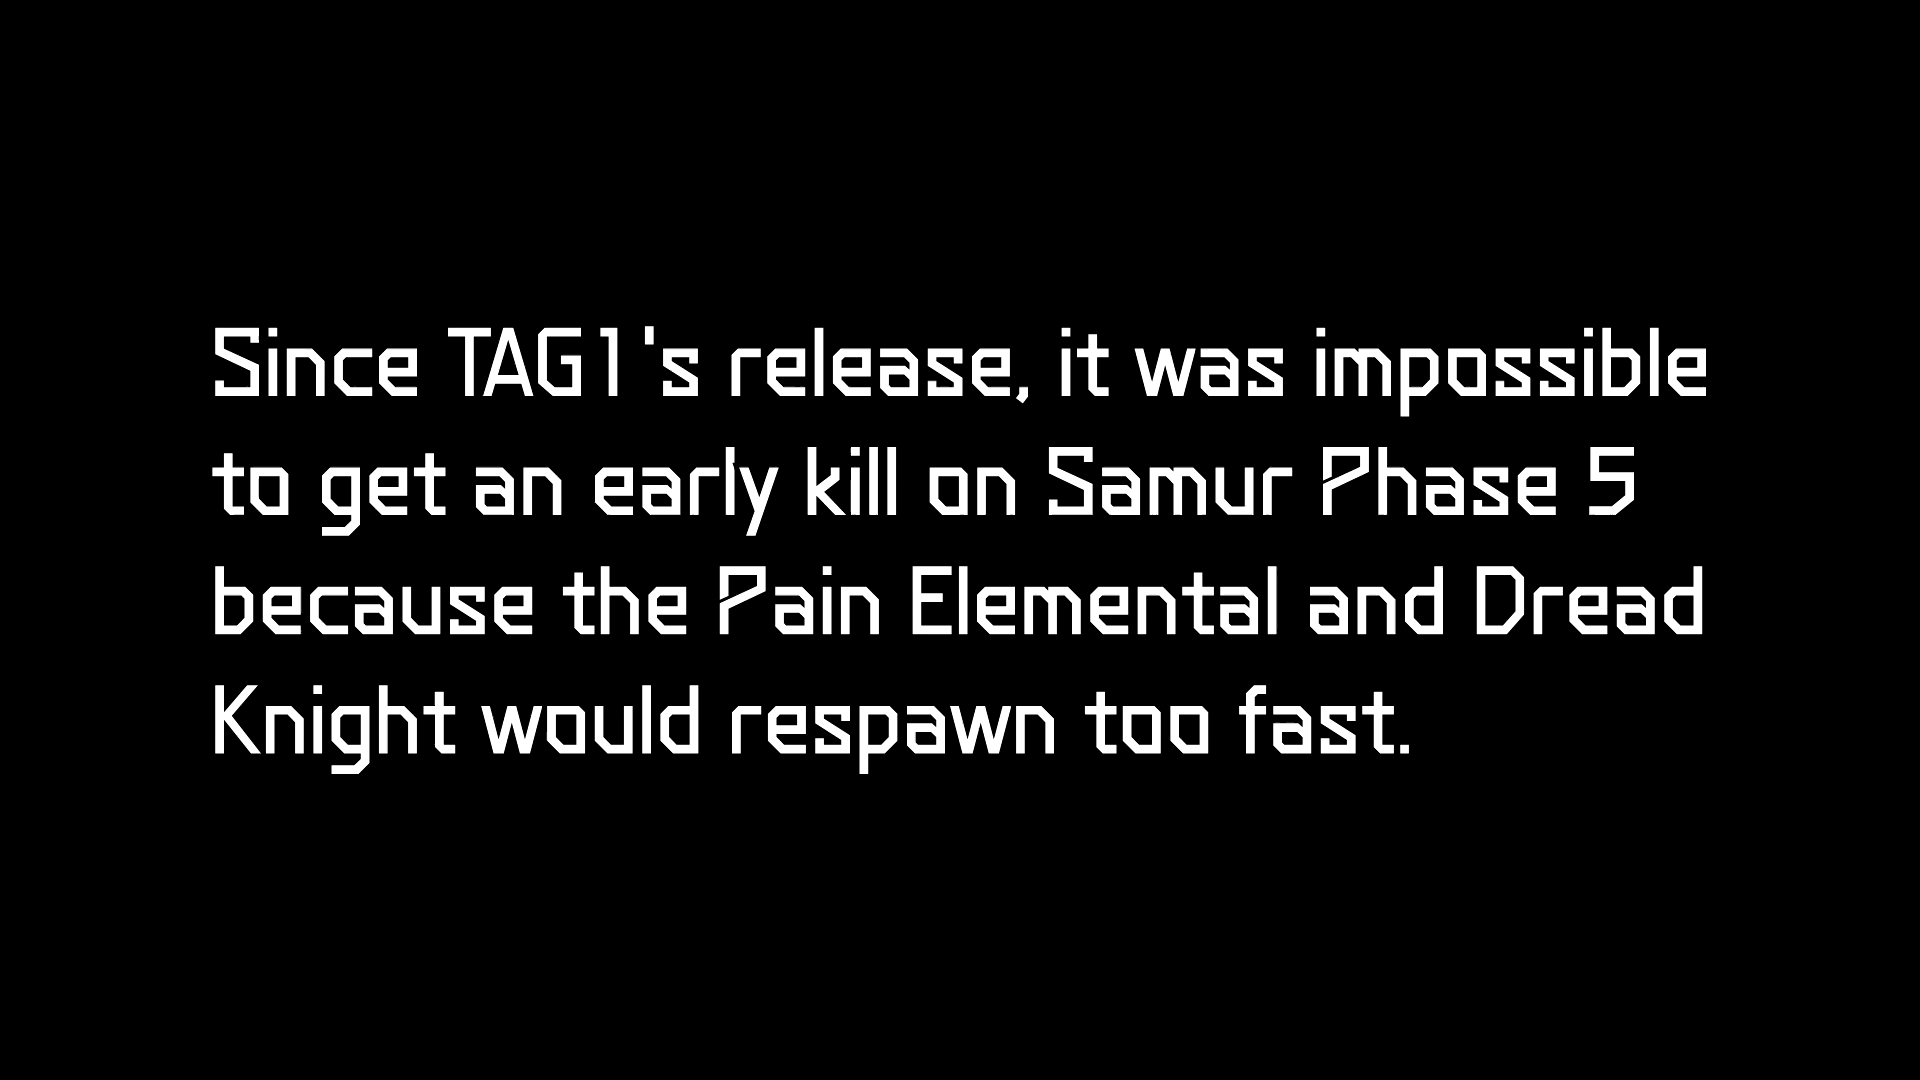 Since TAG1's release, it was impossible
to get an early kill on Samur Phase 5
because the Pain Elemental and Dread
Knight would respawn too fast.